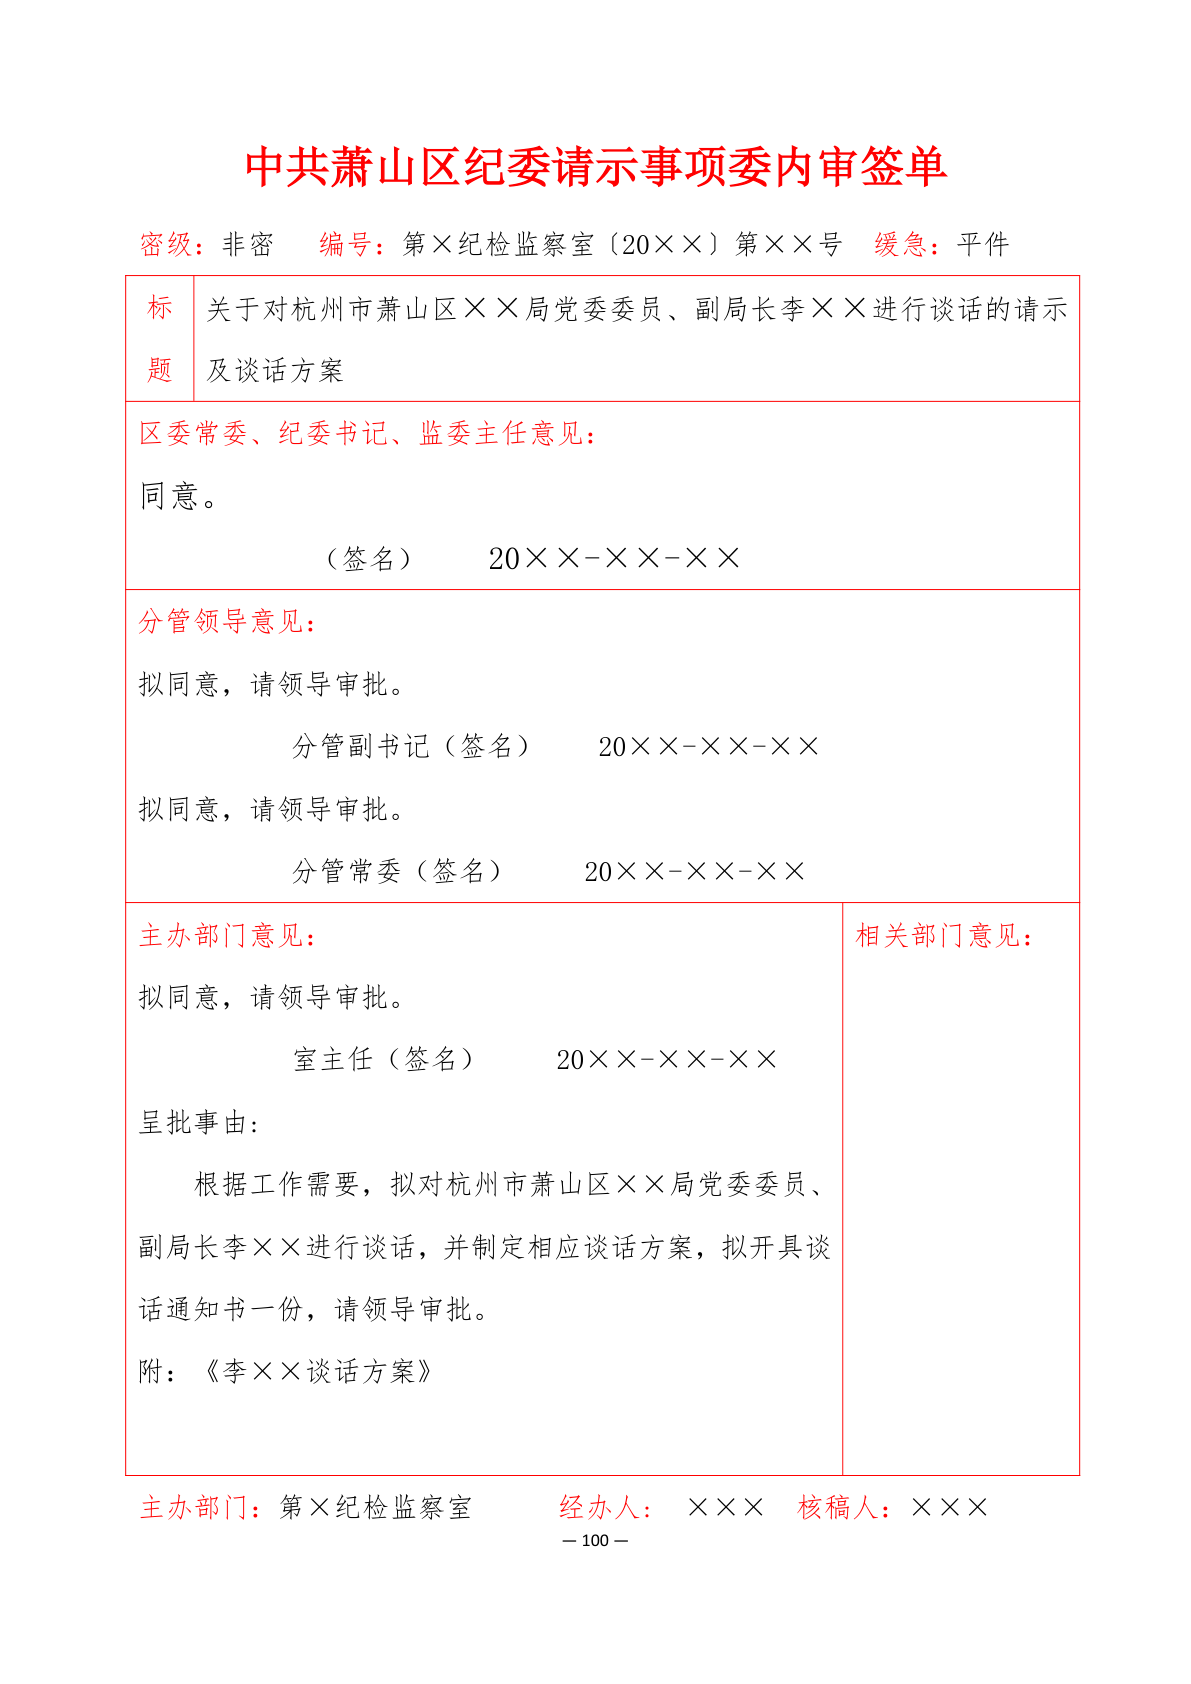 中共萧山区纪委请示事项委内审签单
密级：非密 编号：第×纪检监察室〔20××〕第××号 缓急：平件
标
题
关于对杭州市萧山区××局党委委员、副局长李××进行谈话的请示
及谈话方案
区委常委、纪委书记、监委主任意见：
同意。
（签名） 20××-××-××
分管领导意见：
拟同意，请领导审批。
分管副书记（签名） 20××-××-××
拟同意，请领导审批。
分管常委（签名） 20××-××-××
主办部门意见：
拟同意，请领导审批。
室主任（签名） 20××-××-××
呈批事由：
根据工作需要，拟对杭州市萧山区××局党委委员、
副局长李××进行谈话，并制定相应谈话方案，拟开具谈
话通知书一份，请领导审批。
附：《李××谈话方案》
相关部门意见：
主办部门：第×纪检监察室 经办人： ××× 核稿人：×××
— 100 —